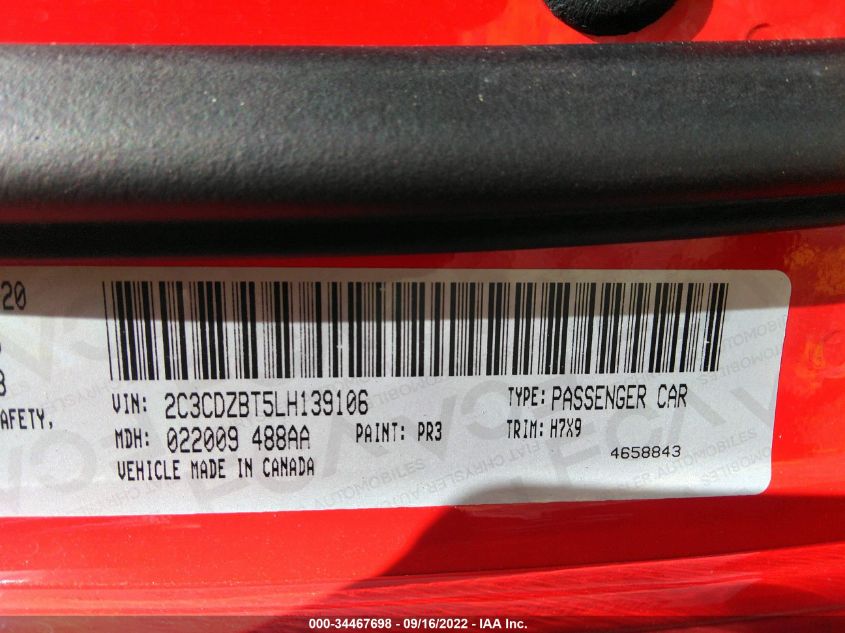 20
8
AFETY,
VIN: 2C3CDZBT5LH139106 TYPE: PASSENGER CAR
MDH: 022009 488AA PAINT: PR3 TRIM: H7X9
VEHICLE MADE IN CANADA 4658843
000-34467698 - 09/16/2022 - IAA Inc.